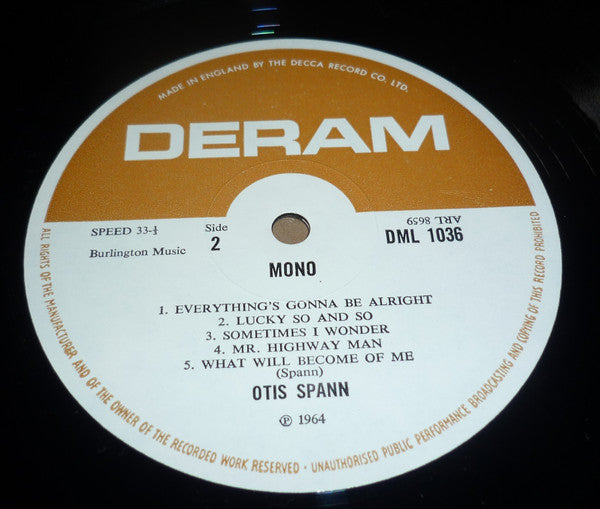 MADE IN ENGLAND BY THE DECCA RECORD CO. LTD.
DERAM
SPEED 33-⅓
Side
2
Burlington Music
ARL 8659
DML 1036
MONO
1. EVERYTHING'S GONNA BE ALRIGHT
2. LUCKY SO AND SO
3. SOMETIMES I WONDER
4. MR. HIGHWAY MAN
5. WHAT WILL BECOME OF ME
(Spann)
OTIS SPANN
℗ 1964
ALL RIGHTS OF THE MANUFACTURER AND OF THE OWNER OF THE RECORDED WORK RESERVED · UNAUTHORISED PUBLIC PERFORMANCE BROADCASTING AND COPYING OF THIS RECORD PROHIBITED